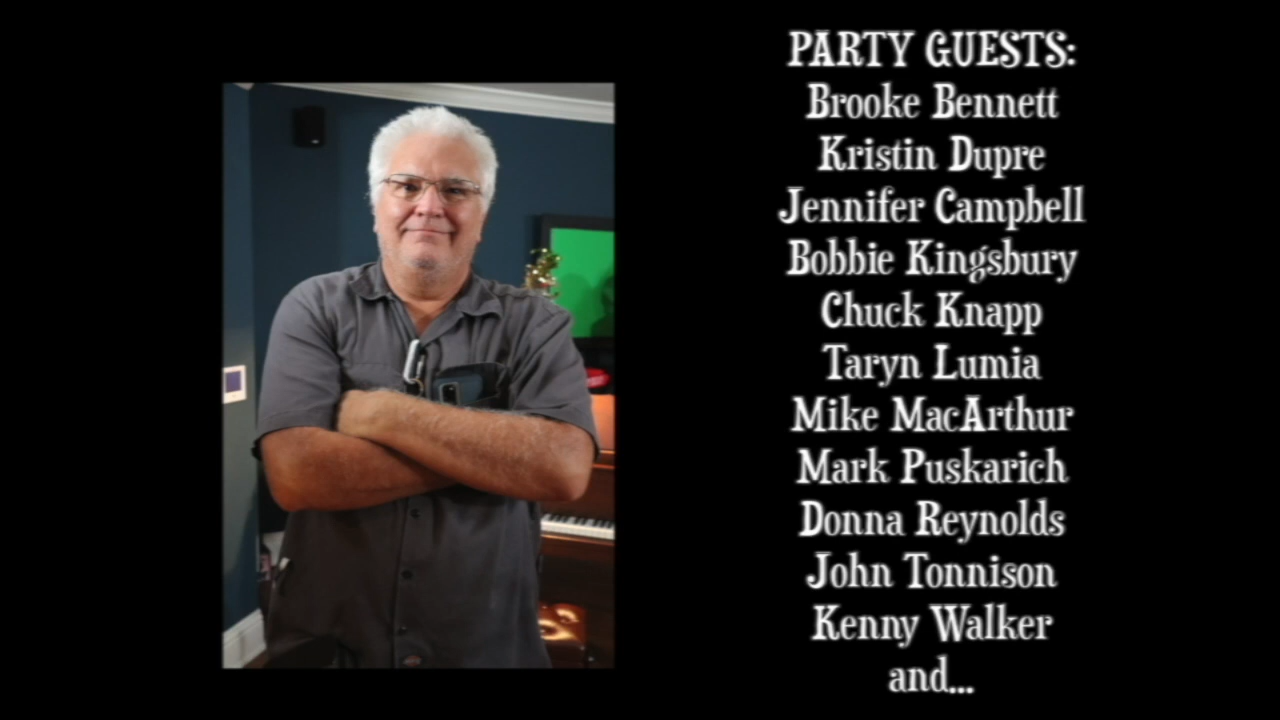 PARTY GUESTS:
Brooke Bennett
Kristin Dupre
Jennifer Campbell
Bobbie Kingsbury
Chuck Knapp
Taryn Lumia
Mike MacArthur
Mark Puskarich
Donna Reynolds
John Tonnison
Kenny Walker
and...